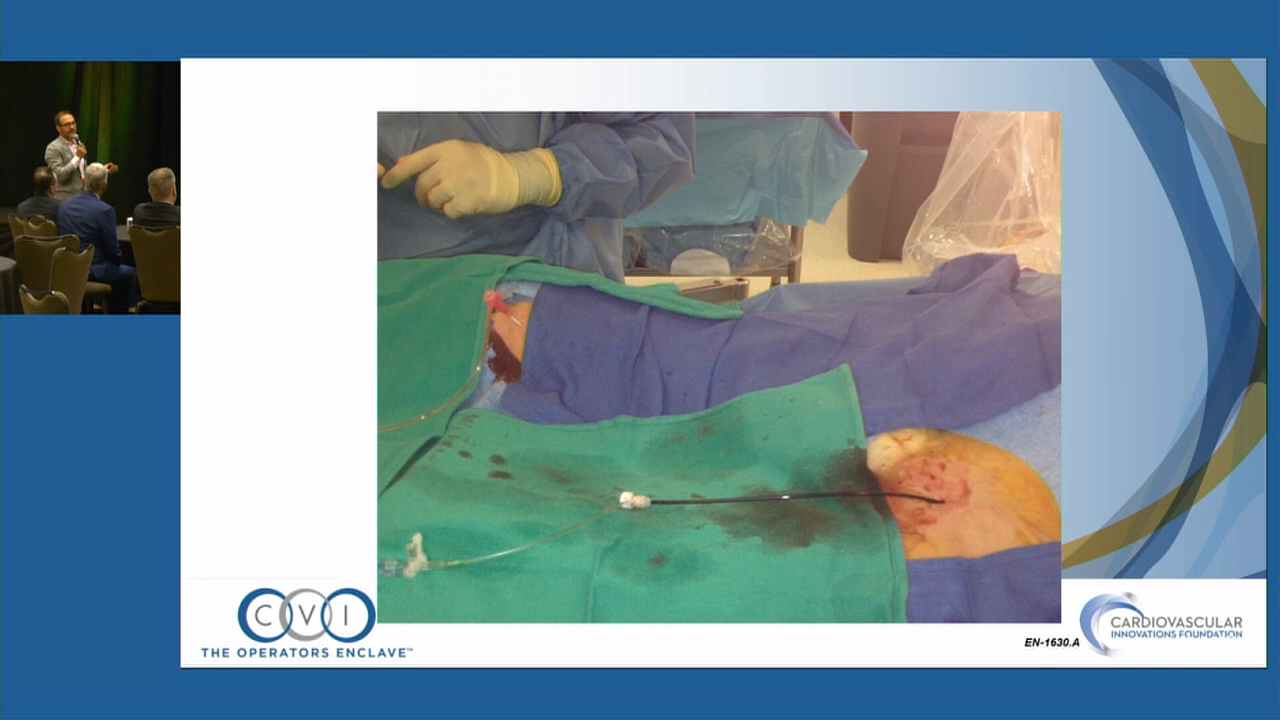 CVI
THE OPERATORS ENCLAVE™
EN-1630.A
CARDIOVASCULAR
INNOVATIONS FOUNDATION